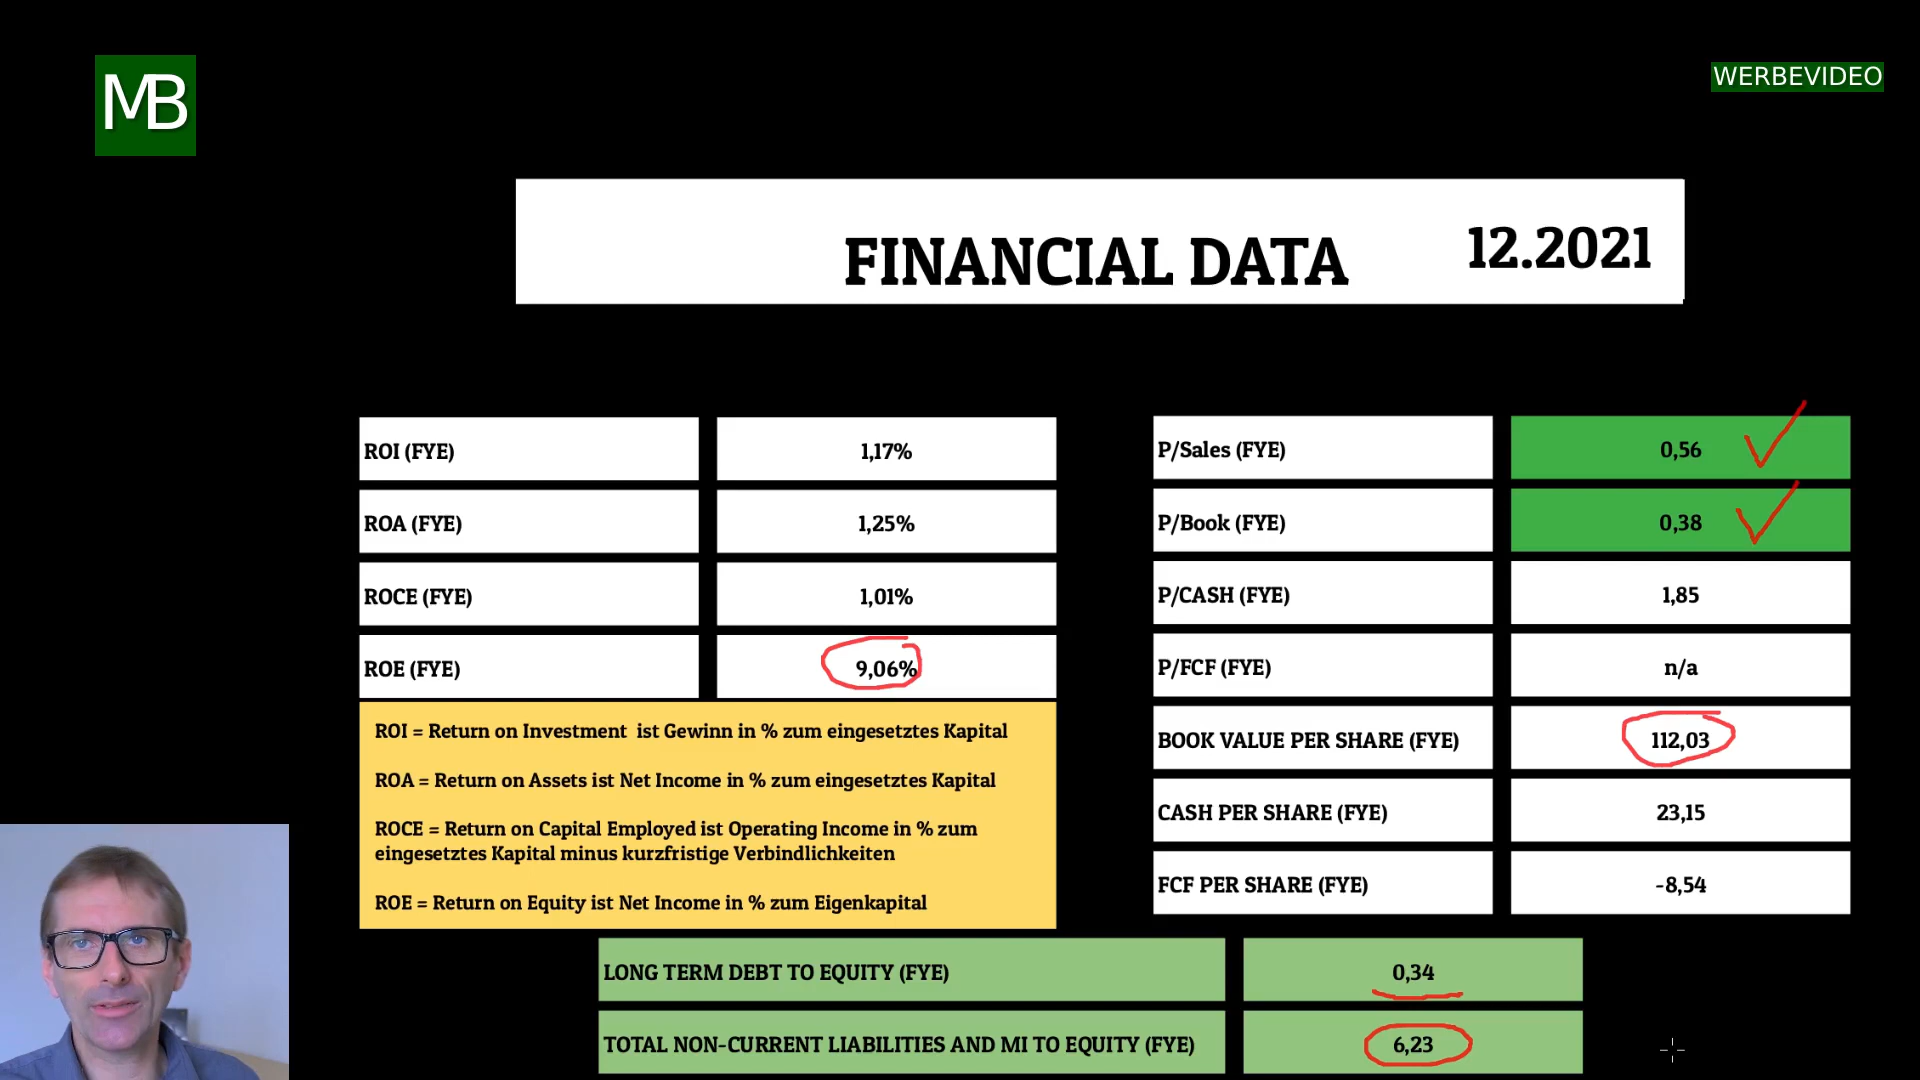 MB
WERBEVIDEO
FINANCIAL DATA
12.2021
ROI (FYE)
1,17%
ROA (FYE)
1,25%
ROCE (FYE)
1,01%
ROE (FYE)
9,06%
ROI = Return on Investment ist Gewinn in % zum eingesetztes Kapital
ROA = Return on Assets ist Net Income in % zum eingesetztes Kapital
ROCE = Return on Capital Employed ist Operating Income in % zum
eingesetztes Kapital minus kurzfristige Verbindlichkeiten
ROE = Return on Equity ist Net Income in % zum Eigenkapital
P/Sales (FYE)
0,56
P/Book (FYE)
0,38
P/CASH (FYE)
1,85
P/FCF (FYE)
n/a
BOOK VALUE PER SHARE (FYE)
112,03
CASH PER SHARE (FYE)
23,15
FCF PER SHARE (FYE)
-8,54
LONG TERM DEBT TO EQUITY (FYE)
0,34
TOTAL NON-CURRENT LIABILITIES AND MI TO EQUITY (FYE)
6,23